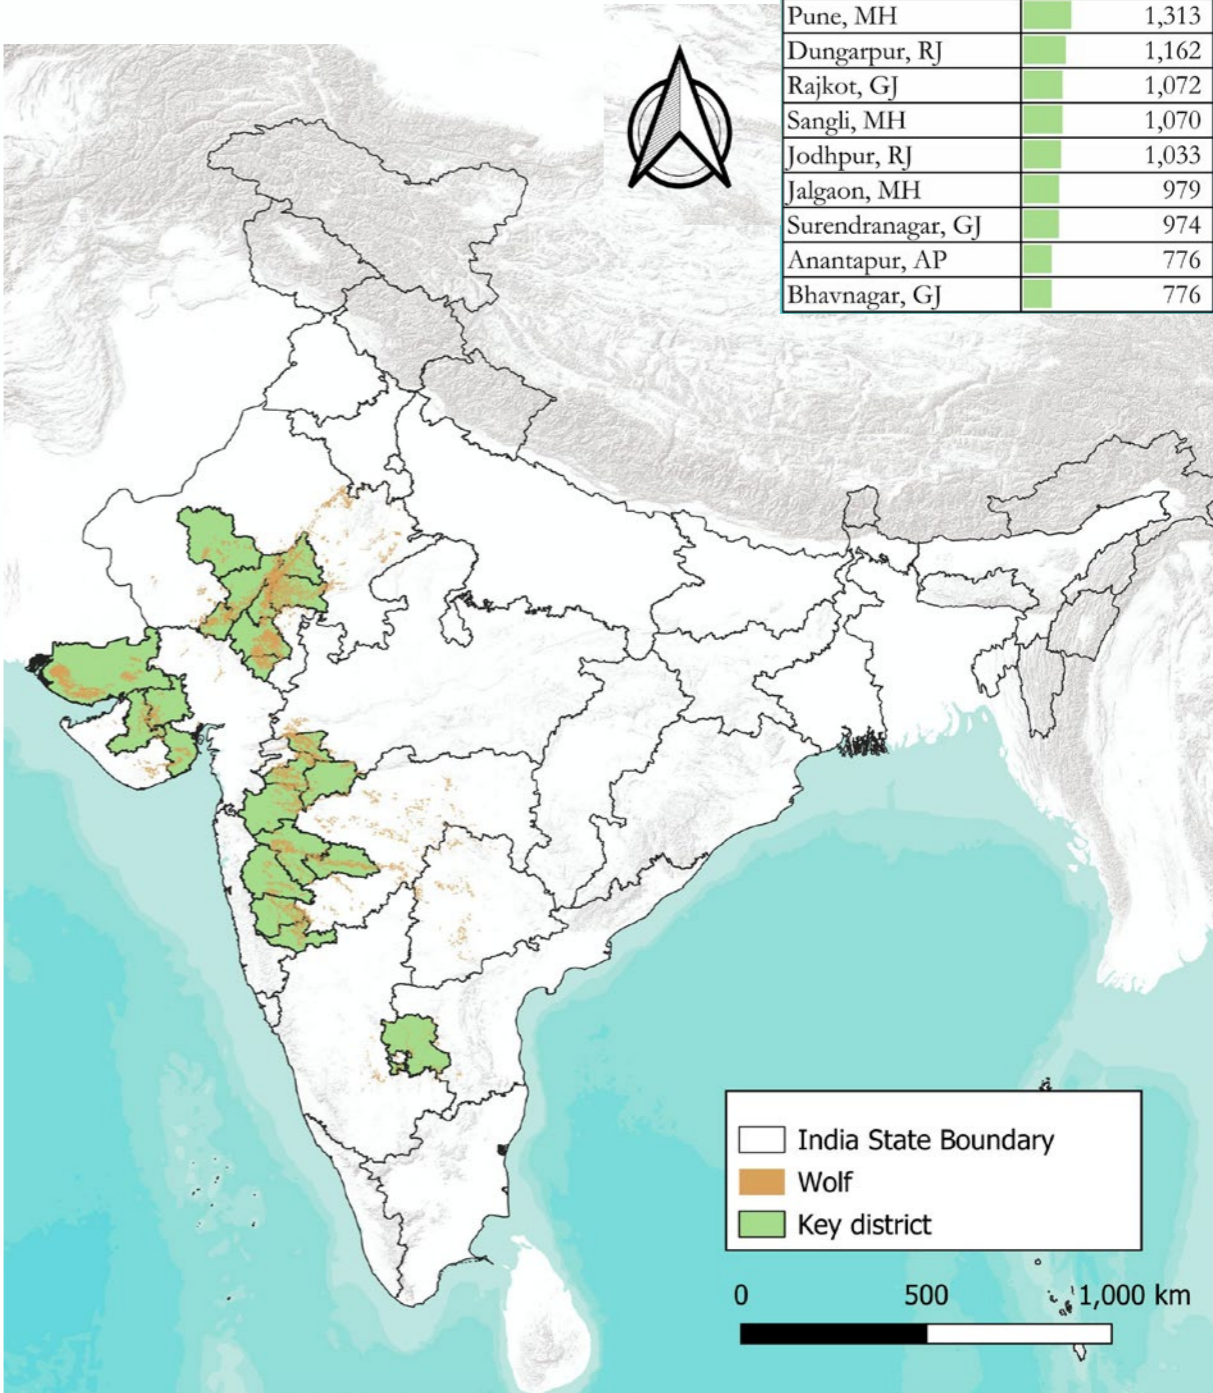 Pune, MH 1,313
Dungarpur, RJ 1,162
Rajkot, GJ 1,072
Sangli, MH 1,070
Jodhpur, RJ 1,033
Jalgaon, MH 979
Surendranagar, GJ 974
Anantapur, AP 776
Bhavnagar, GJ 776
India State Boundary
Wolf
Key district
0 500 1,000 km